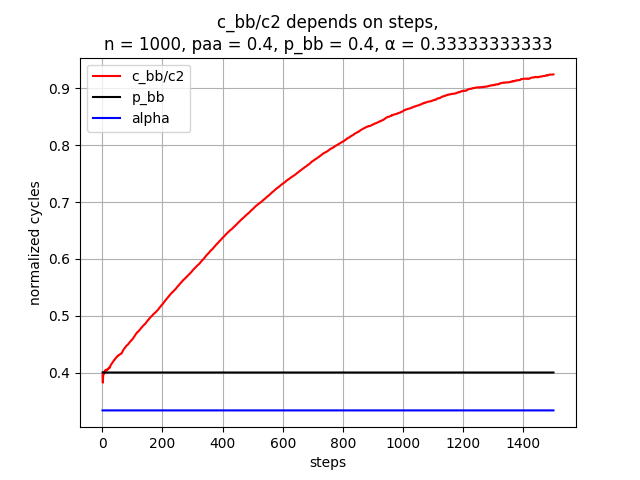 c_bb/c2 depends on steps,
n = 1000, paa = 0.4, p_bb = 0.4, α = 0.33333333333
c_bb/c2
p_bb
alpha
normalized cycles
0.9
0.8
0.7
0.6
0.5
0.4
0
200
400
600
800
1000
1200
1400
steps